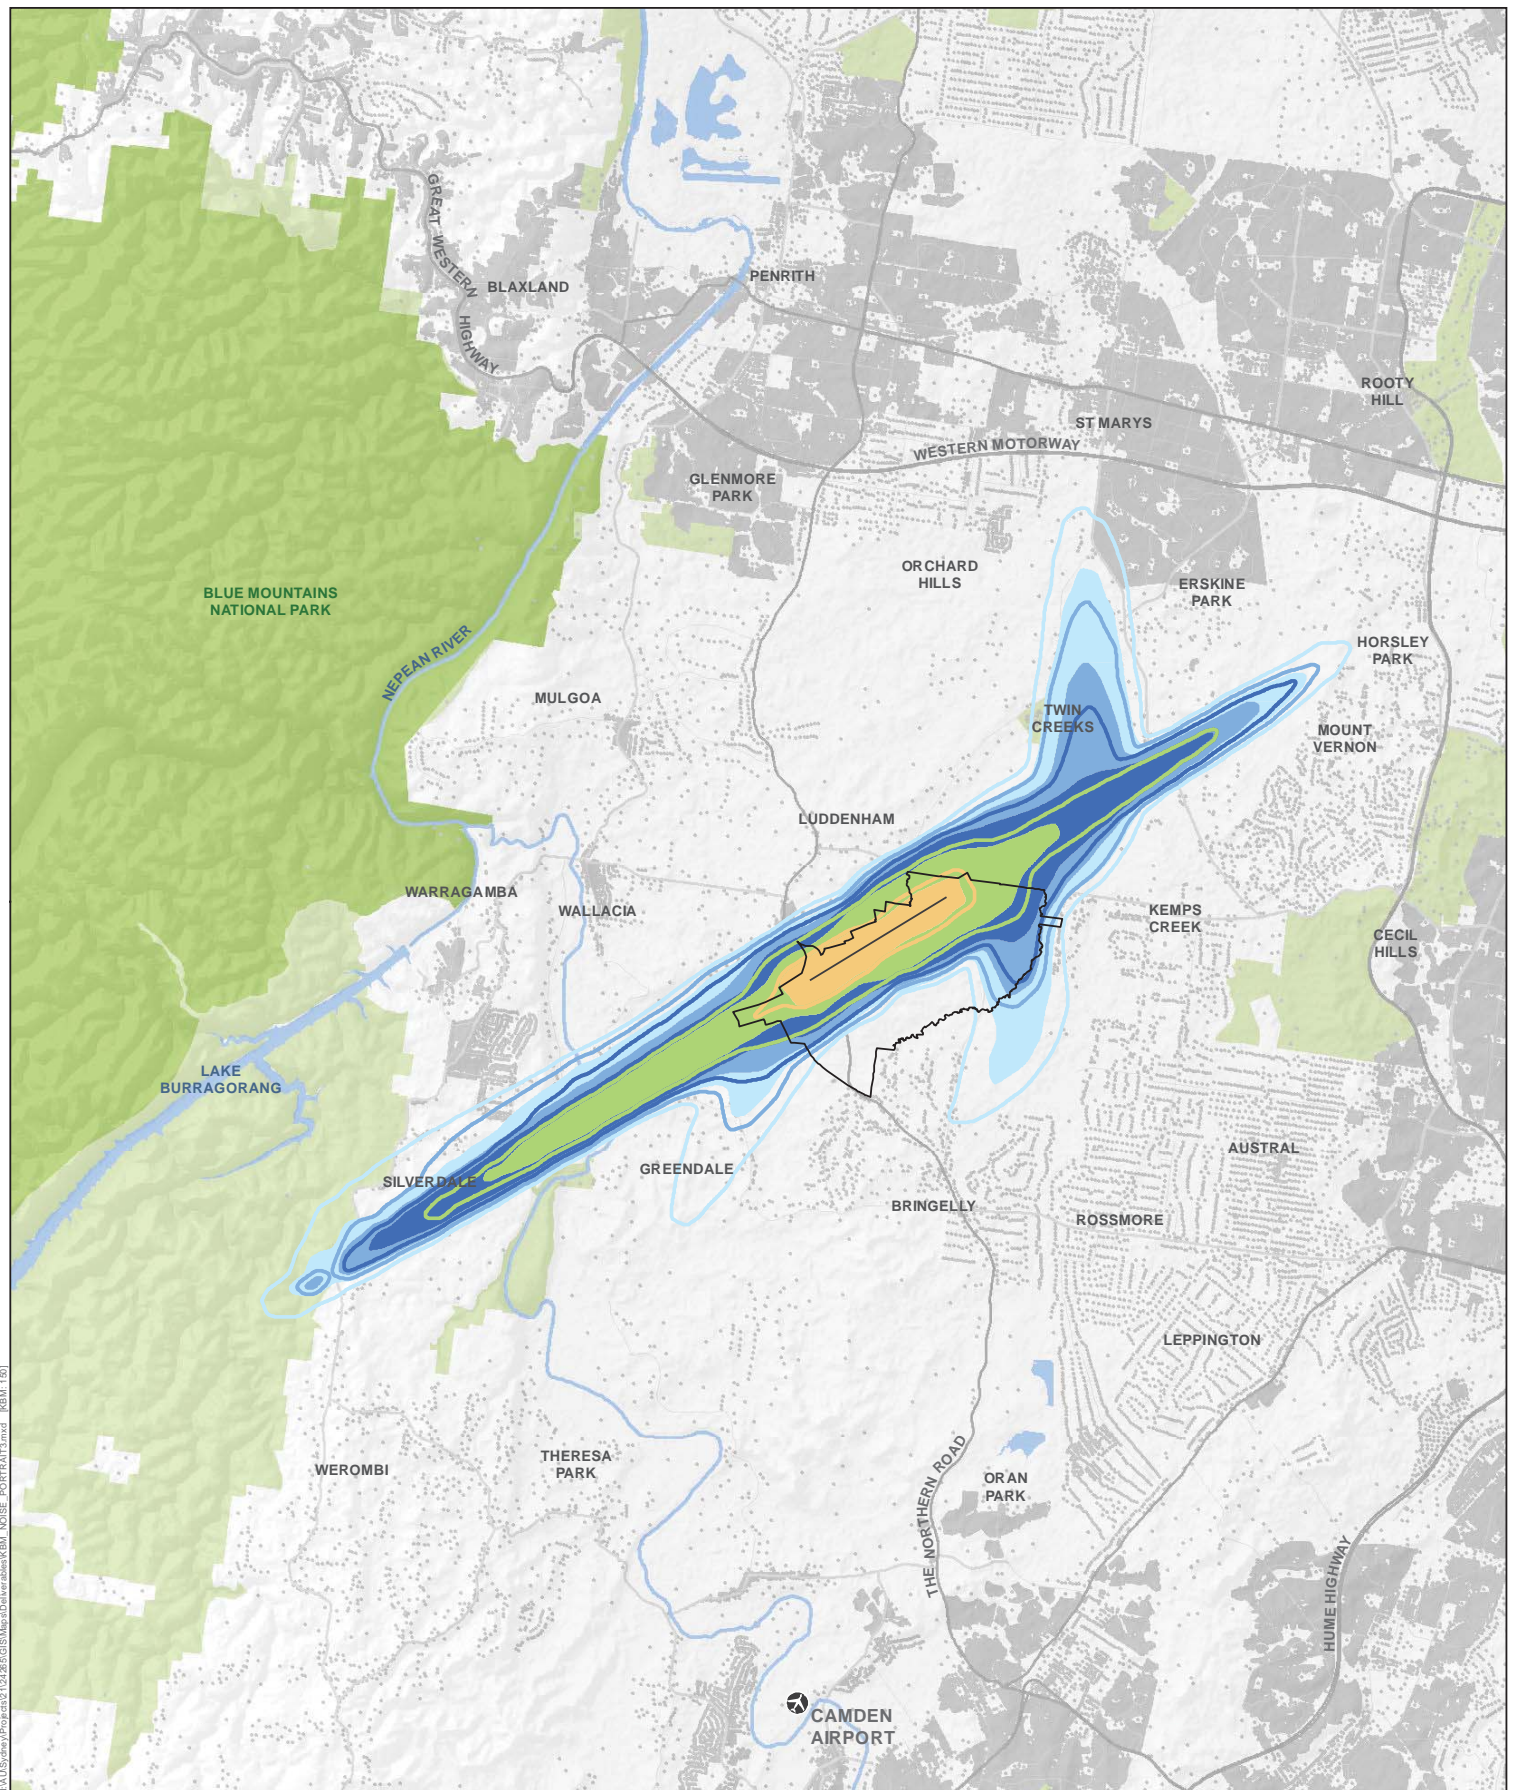 GREAT WESTERN
HIGHWAY
BLAXLAND
PENRITH
ROOTY
HILL
ST MARYS
WESTERN MOTORWAY
GLENMORE
PARK
ORCHARD
HILLS
ERSKINE
PARK
BLUE MOUNTAINS
NATIONAL PARK
NEPEAN RIVER
HORSLEY
PARK
MULGOA
TWIN
CREEKS
MOUNT
VERNON
LUDDENHAM
WARRAGAMBA
WALLACIA
KEMPS
CREEK
CECIL
HILLS
LAKE
BURRAGORANG
AUSTRAL
SILVERDALE
GREENDALE
BRINGELLY
ROSSMORE
LEPPINGTON
WEROMBI
THERESA
PARK
THE NORTHERN ROAD
ORAN
PARK
HUME HIGHWAY
CAMDEN
AIRPORT